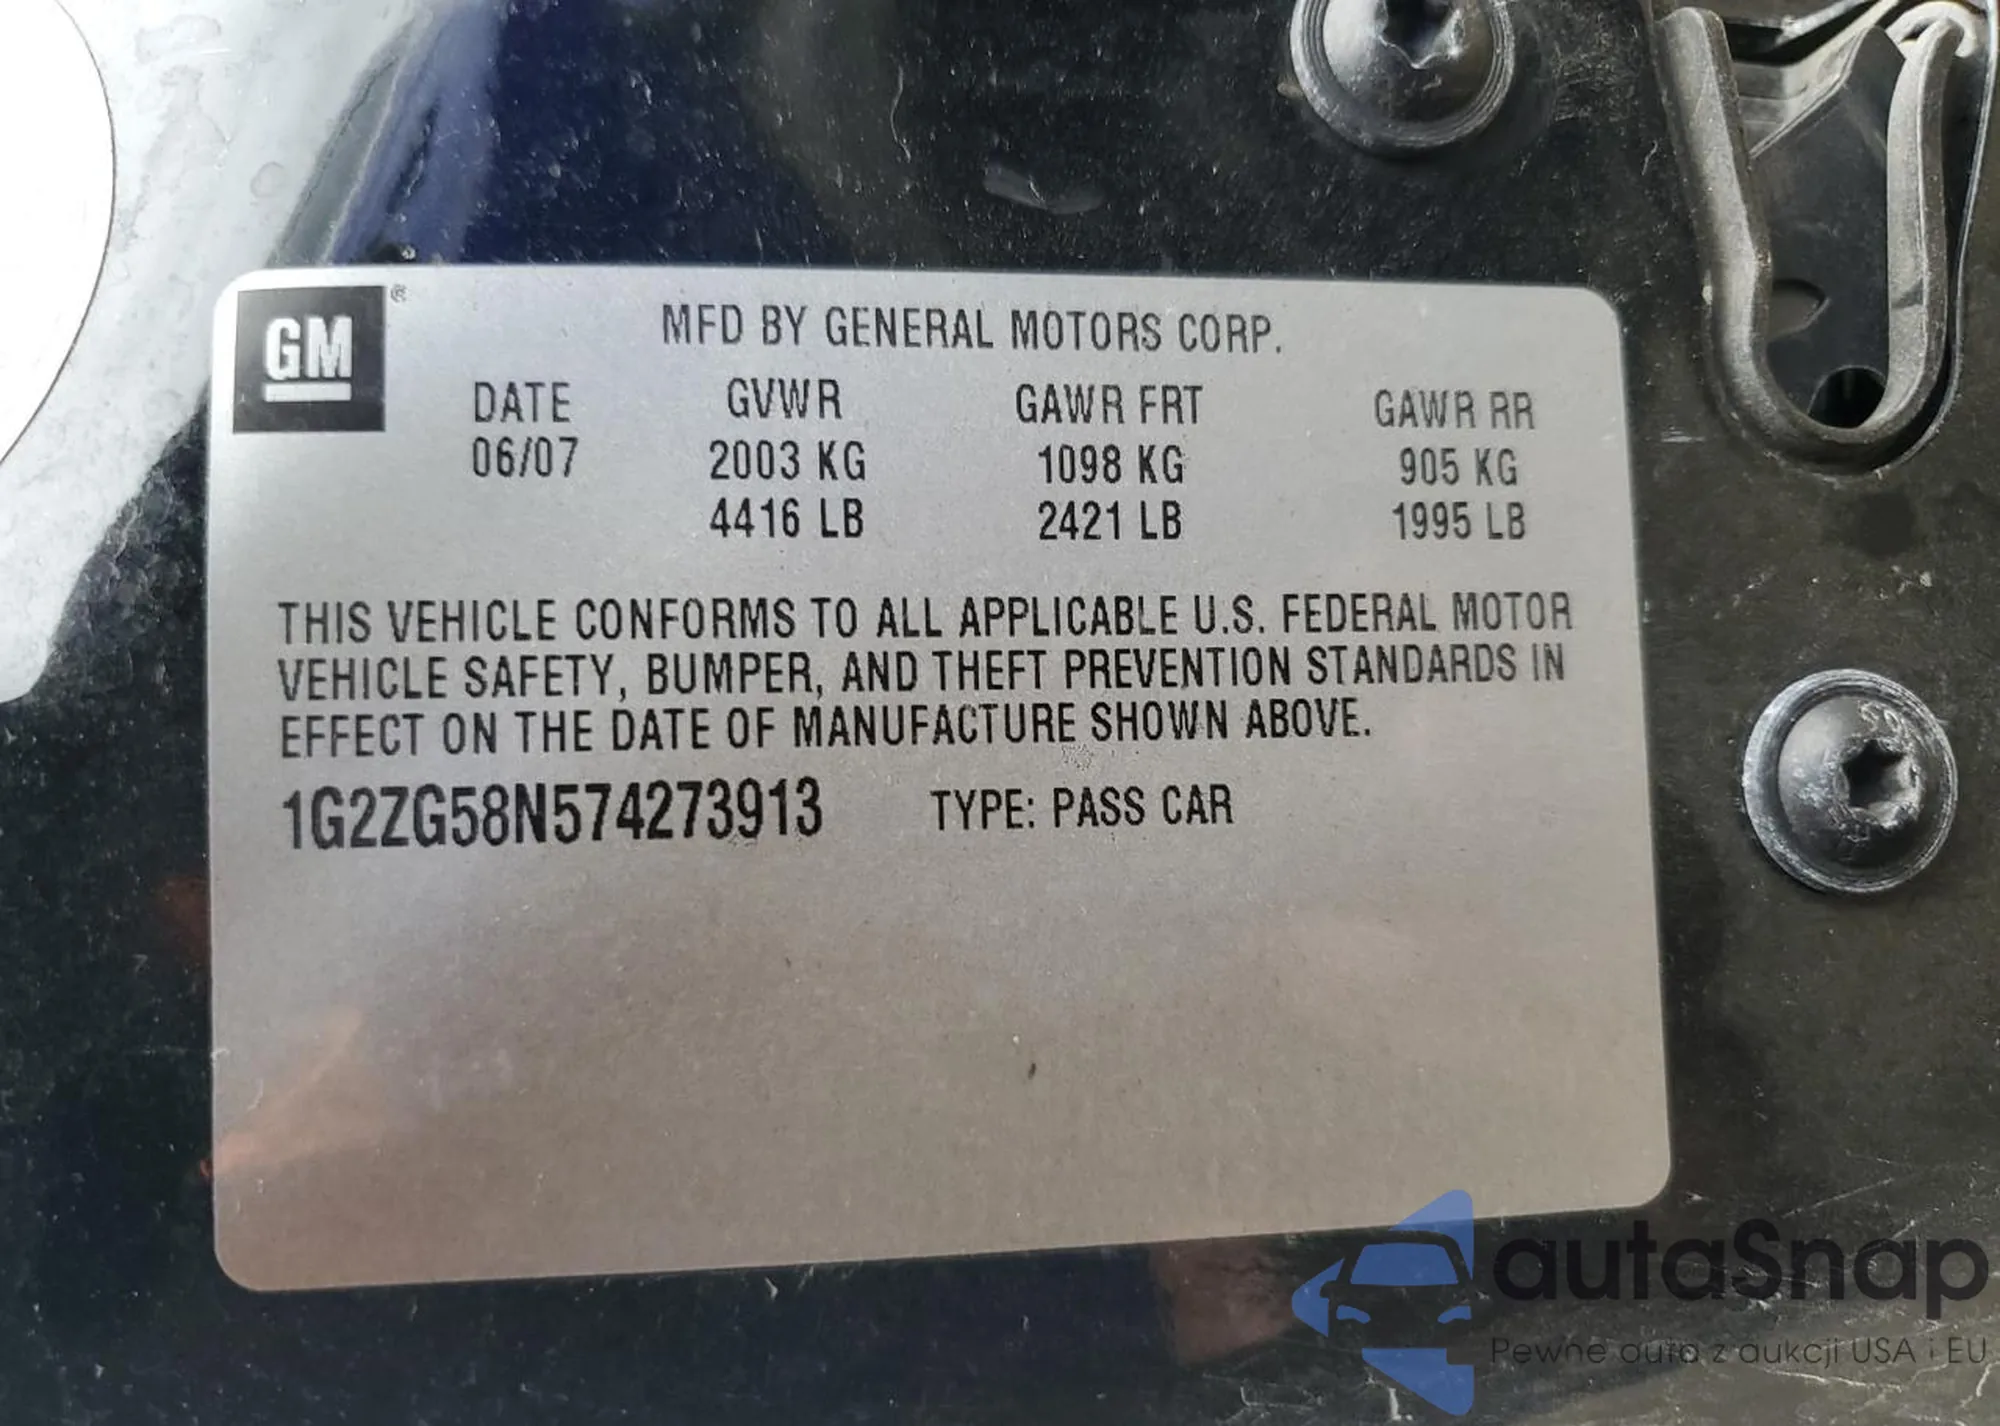 GM®
MFD BY GENERAL MOTORS CORP.
DATE GVWR GAWR FRT GAWR RR
06/07 2003 KG 1098 KG 905 KG
4416 LB 2421 LB 1995 LB
THIS VEHICLE CONFORMS TO ALL APPLICABLE U.S. FEDERAL MOTOR
VEHICLE SAFETY, BUMPER, AND THEFT PREVENTION STANDARDS IN
EFFECT ON THE DATE OF MANUFACTURE SHOWN ABOVE.
1G2ZG58N574273913 TYPE: PASS CAR
autaSnap
Pewne auta z aukcji USA i EU